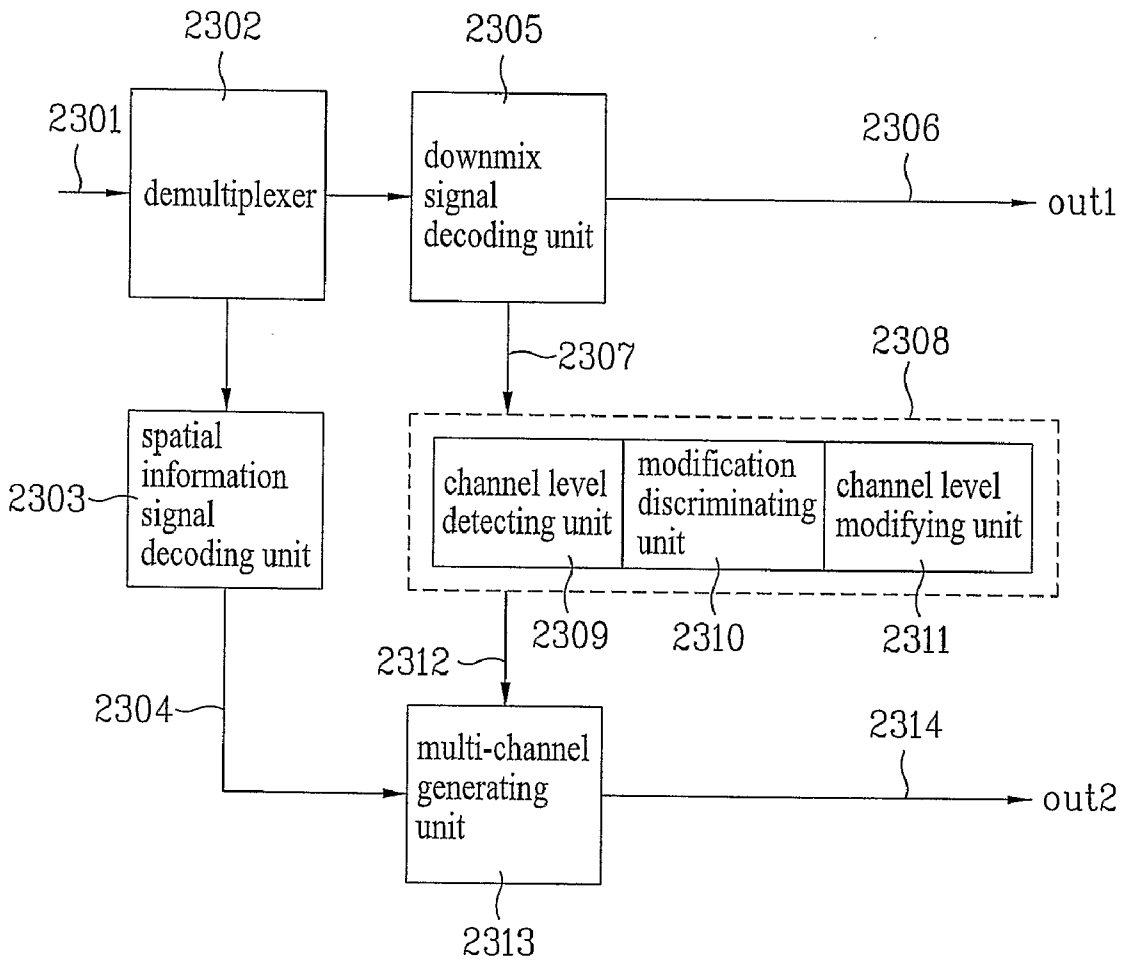 2302
2305
2301
2306
demultiplexer
downmix
signal
decoding unit
out1
2307
2308
spatial
information
signal
decoding unit
2303
channel level
detecting unit
modification
discriminating
unit
channel level
modifying unit
2309
2310
2311
2312
2304
multi-channel
generating
unit
2314
out2
2313